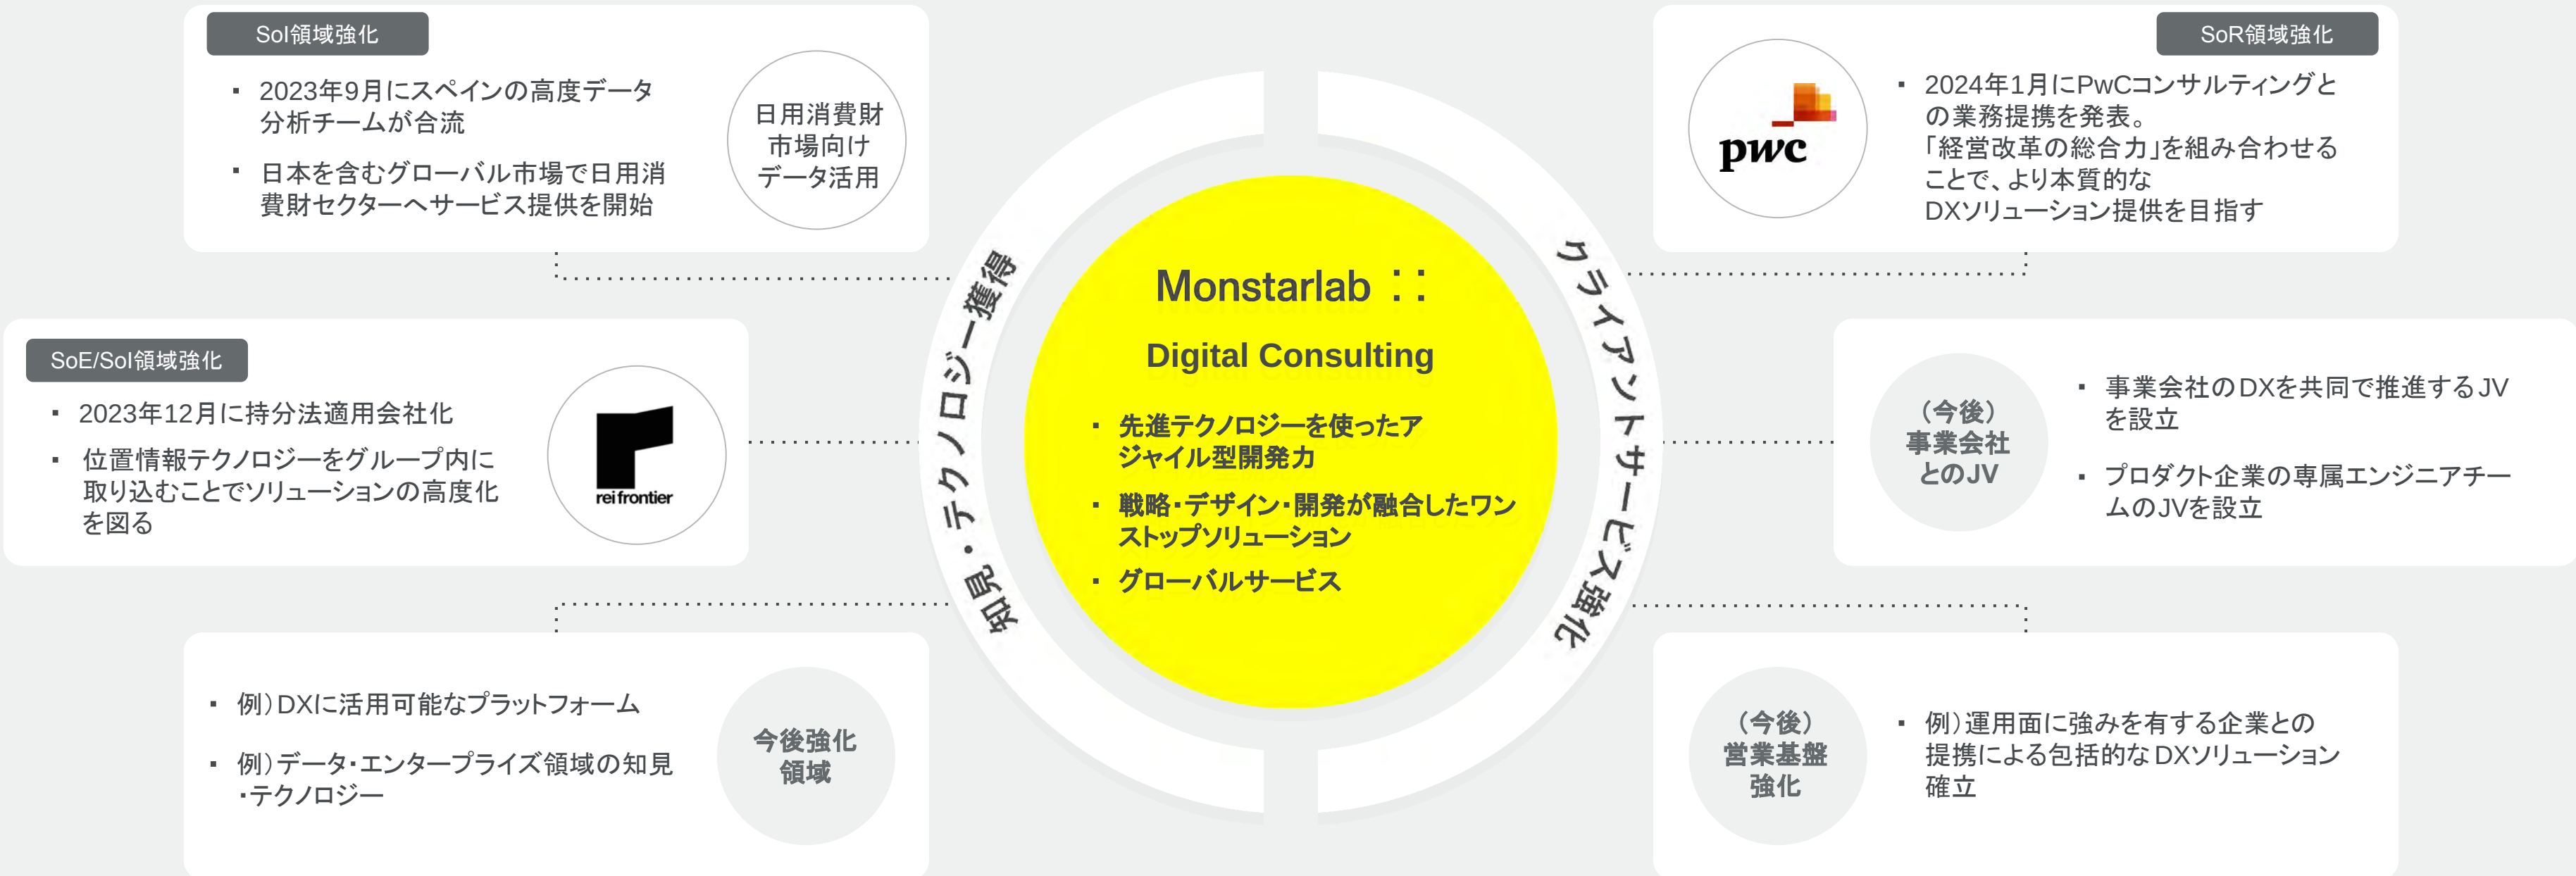 SoI領域強化
▪ 2023年9月にスペインの高度データ
分析チームが合流
▪ 日本を含むグローバル市場で日用消
費財セクターへサービス提供を開始
日用消費財
市場向け
データ活用
SoE/SoI領域強化
▪ 2023年12月に持分法適用会社化
▪ 位置情報テクノロジーをグループ内に
取り込むことでソリューションの高度化
を図る
rei frontier
▪ 例）DXに活用可能なプラットフォーム
▪ 例）データ・エンタープライズ領域の知見
・テクノロジー
今後強化
領域
知見・テクノロジー獲得
Monstarlab
Digital Consulting
▪ 先進テクノロジーを使ったア
ジャイル型開発力
▪ 戦略・デザイン・開発が融合したワン
ストップソリューション
▪ グローバルサービス
クライアントサービス強化
SoR領域強化
pwc
▪ 2024年1月にPwCコンサルティングと
の業務提携を発表。
「経営改革の総合力」を組み合わせる
ことで、より本質的な
DXソリューション提供を目指す
（今後）
事業会社
とのJV
▪ 事業会社のDXを共同で推進するJV
を設立
▪ プロダクト企業の専属エンジニアチー
ムのJVを設立
（今後）
営業基盤
強化
▪ 例）運用面に強みを有する企業との
提携による包括的なDXソリューション
確立